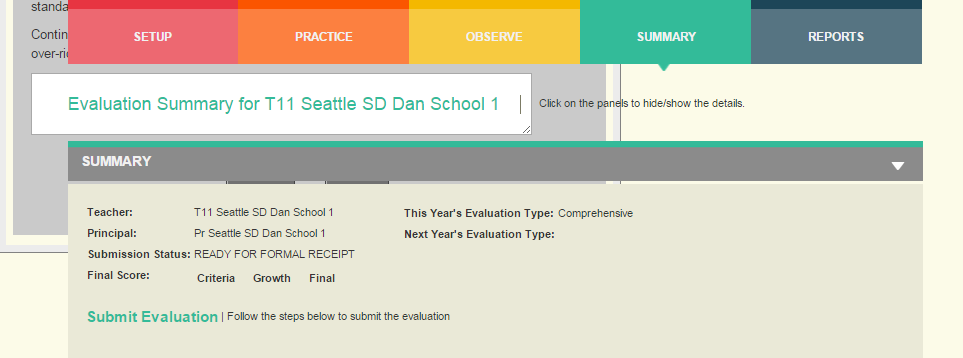 standa
Contin
over-ri
SETUP PRACTICE OBSERVE SUMMARY REPORTS
Evaluation Summary for T11 Seattle SD Dan School 1 Click on the panels to hide/show the details.
SUMMARY
Teacher: T11 Seattle SD Dan School 1 This Year's Evaluation Type: Comprehensive
Principal: Pr Seattle SD Dan School 1 Next Year's Evaluation Type:
Submission Status: READY FOR FORMAL RECEIPT
Final Score: Criteria Growth Final
Submit Evaluation | Follow the steps below to submit the evaluation